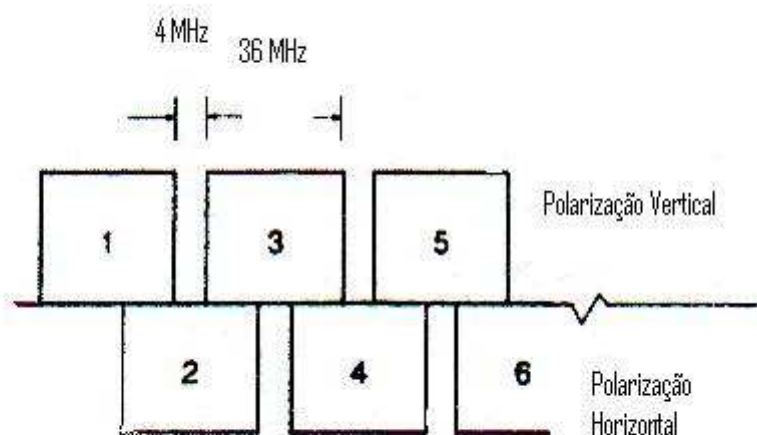 4 MHz
36 MHz
1
3
5
Polarização Vertical
2
4
6
Polarização
Horizontal